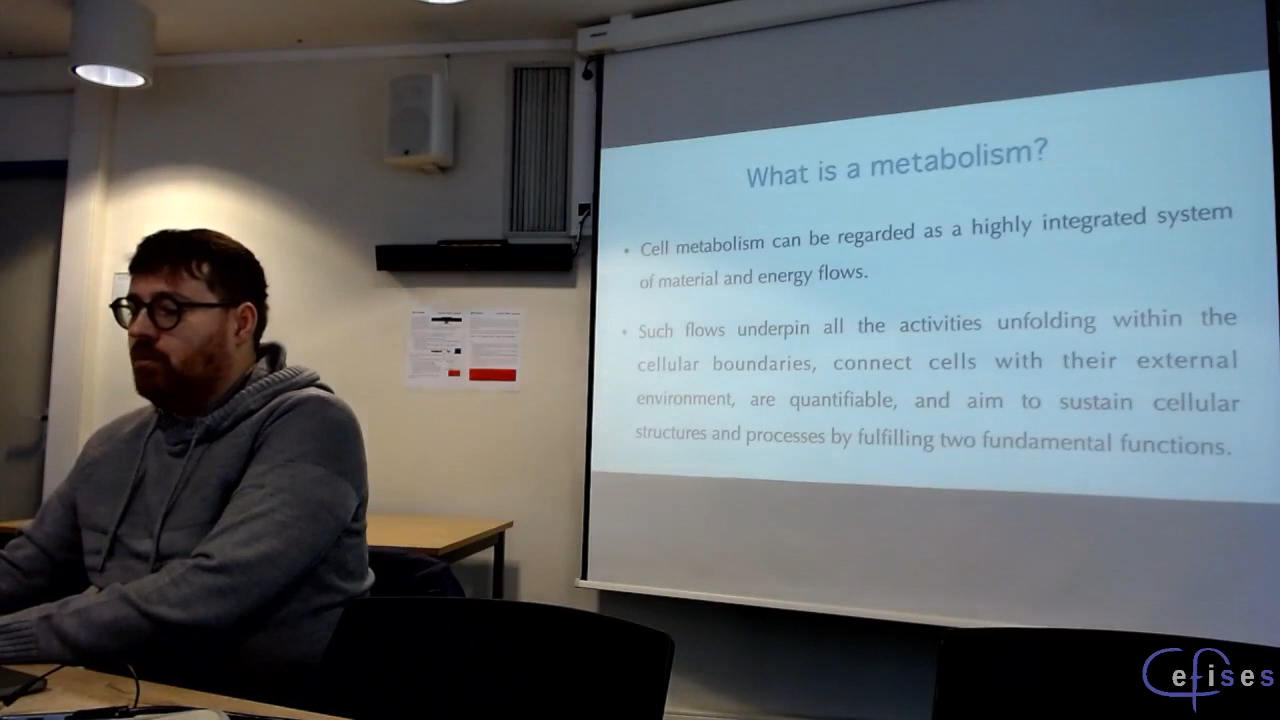 What is a metabolism?
• Cell metabolism can be regarded as a highly integrated system
of material and energy flows.
• Such flows underpin all the activities unfolding within the
cellular boundaries, connect cells with their external
environment, are quantifiable, and aim to sustain cellular
structures and processes by fulfilling two fundamental functions.
Cefises